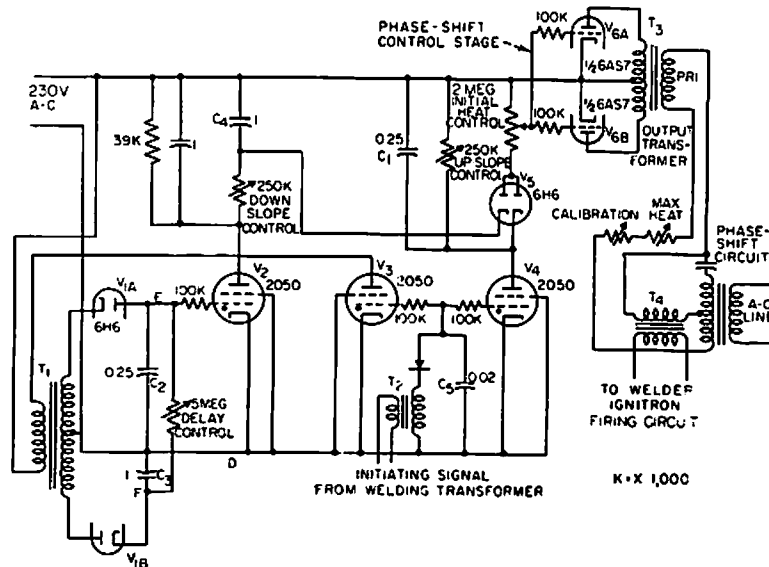 PHASE-SHIFT
CONTROL STAGE
100K
V6A
T3
½6AS7
PRI
230V
A-C
2 MEG
INITIAL
HEAT
CONTROL
½6AS7
100K
V6B
OUTPUT
TRANS-
FORMER
C4
1
39K
1
0.25
C1
250K
UP SLOPE
CONTROL
V5
6H6
250K
DOWN
SLOPE
CONTROL
CALIBRATION
MAX
HEAT
PHASE-
SHIFT
CIRCUIT
V1A
6H6
E
100K
V2
2050
V3
2050
V4
2050
100K
100K
T4
A-C
LINE
T1
0.25
C2
5MEG
DELAY
CONTROL
T2
C5
0.02
TO WELDER
IGNITRON
FIRING CIRCUIT
1
C3
F
D
INITIATING SIGNAL
FROM WELDING TRANSFORMER
K=X 1,000
V1B